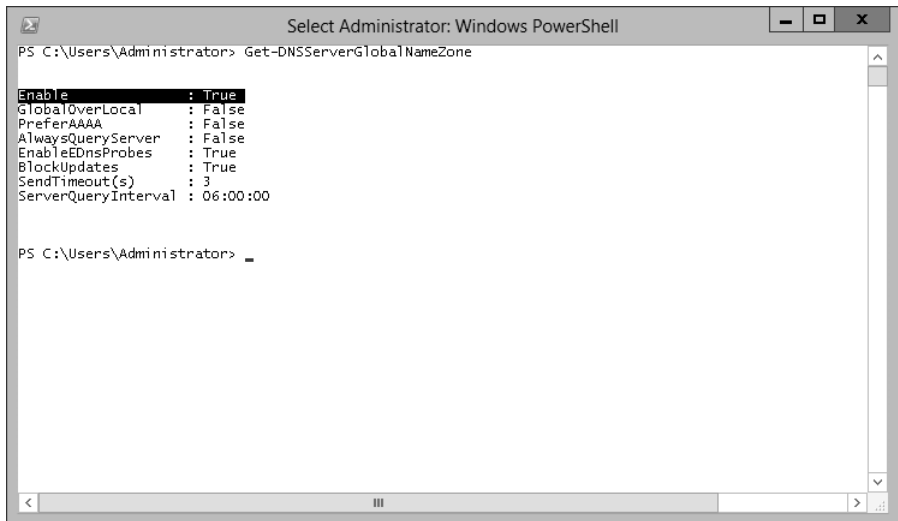 Select Administrator: Windows PowerShell
PS C:\Users\Administrator> Get-DNSServerGlobalNameZone
Enable : True
GlobalOverLocal : False
PreferAAAA : False
AlwaysQueryServer : False
EnableEDnsProbes : True
BlockUpdates : True
SendTimeout(s) : 3
ServerQueryInterval : 06:00:00
PS C:\Users\Administrator> _